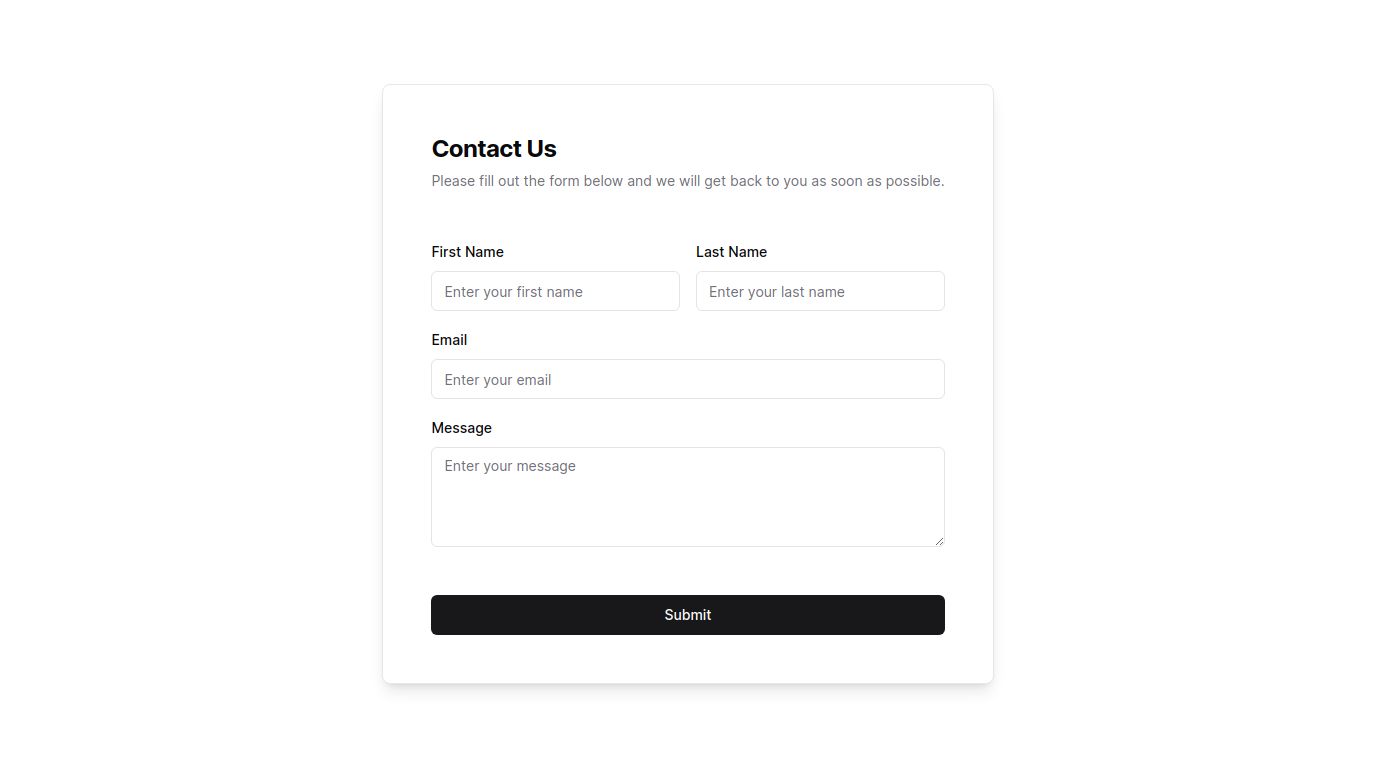 Contact Us
Please fill out the form below and we will get back to you as soon as possible.
First Name
Last Name
Enter your first name
Enter your last name
Email
Enter your email
Message
Enter your message
Submit